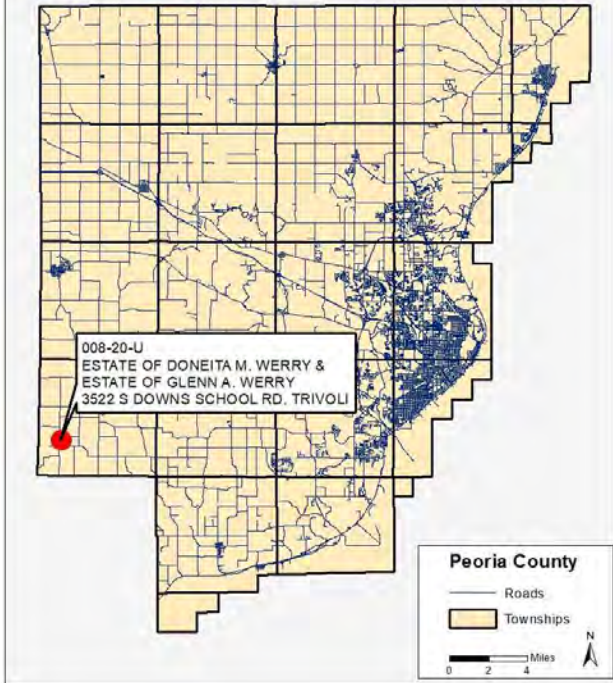 008-20-U
ESTATE OF DONEITA M. WERRY &
ESTATE OF GLENN A. WERRY
3522 S DOWNS SCHOOL RD, TRIVOLI
Peoria County
Roads
Townships
N
Miles
0 2 4